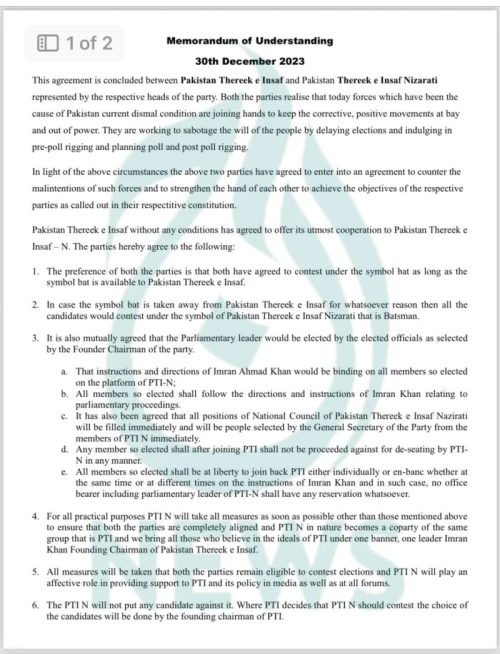 1 of 2
Memorandum of Understanding
30th December 2023
This agreement is concluded between Pakistan Thereek e Insaf and Pakistan Thereek e Insaf Nizarati
represented by the respective heads of the party. Both the parties realise that today forces which have been the
cause of Pakistan current dismal condition are joining hands to keep the corrective, positive movements at bay
and out of power. They are working to sabotage the will of the people by delaying elections and indulging in
pre-poll rigging and planning poll and post poll rigging.
In light of the above circumstances the above two parties have agreed to enter into an agreement to counter the
malintentions of such forces and to strengthen the hand of each other to achieve the objectives of the respective
parties as called out in their respectitive constitution.
Pakistan Thereek e Insaf without any conditions has agreed to offer its utmost cooperation to Pakistan Thereek e
Insaf – N. The parties hereby agree to the following:
1. The preference of both the parties is that both have agreed to contest under the symbol bat as long as the
symbol bat is available to Pakistan Thereek e Insaf.
2. In case the symbol bat is taken away from Pakistan Thereek e Insaf for whatsoever reason then all the
candidates would contest under the symbol of Pakistan Thereek e Insaf Nizarati that is Batsman.
3. It is also mutually agreed that the Parliamentary leader would be elected by the elected officials as selected
by the Founder Chairman of the party.
a. That instructions and directions of Imran Ahmad Khan would be binding on all members so elected
on the platform of PTI-N;
b. All members so elected shall follow the directions and instructions of Imran Khan relating to
parliamentary proceedings.
c. It has also been agreed that all positions of National Council of Pakistan Thereek e Insaf Nazirati
will be filled immediately and will be people selected by the General Secretary of the Party from the
members of PTI N immediately.
d. Any member so elected shall after joining PTI shall not be proceeded against for de-seating by PTI-
N in any manner.
e. All members so elected shall be at liberty to join back PTI either individually or en-banc whether at
the same time or at different times on the instructions of Imran Khan and in such case, no office
bearer including parliamentary leader of PTI-N shall have any reservation whatsoever.
4. For all practical purposes PTI N will take all measures as soon as possible other than those mentioned above
to ensure that both the parties are completely aligned and PTI N in nature becomes a coparty of the same
group that is PTI and we bring all those who believe in the ideals of PTI under one banner, one leader Imran
Khan Founding Chairman of Pakistan Thereek e Insaf.
5. All measures will be taken that both the parties remain eligible to contest elections and PTI N will play an
affective role in providing support to PTI and its policy in media as well as at all forums.
6. The PTI N will not put any candidate against it. Where PTI decides that PTI N should contest the choice of
the candidates will be done by the founding chairman of PTI.
NEWS